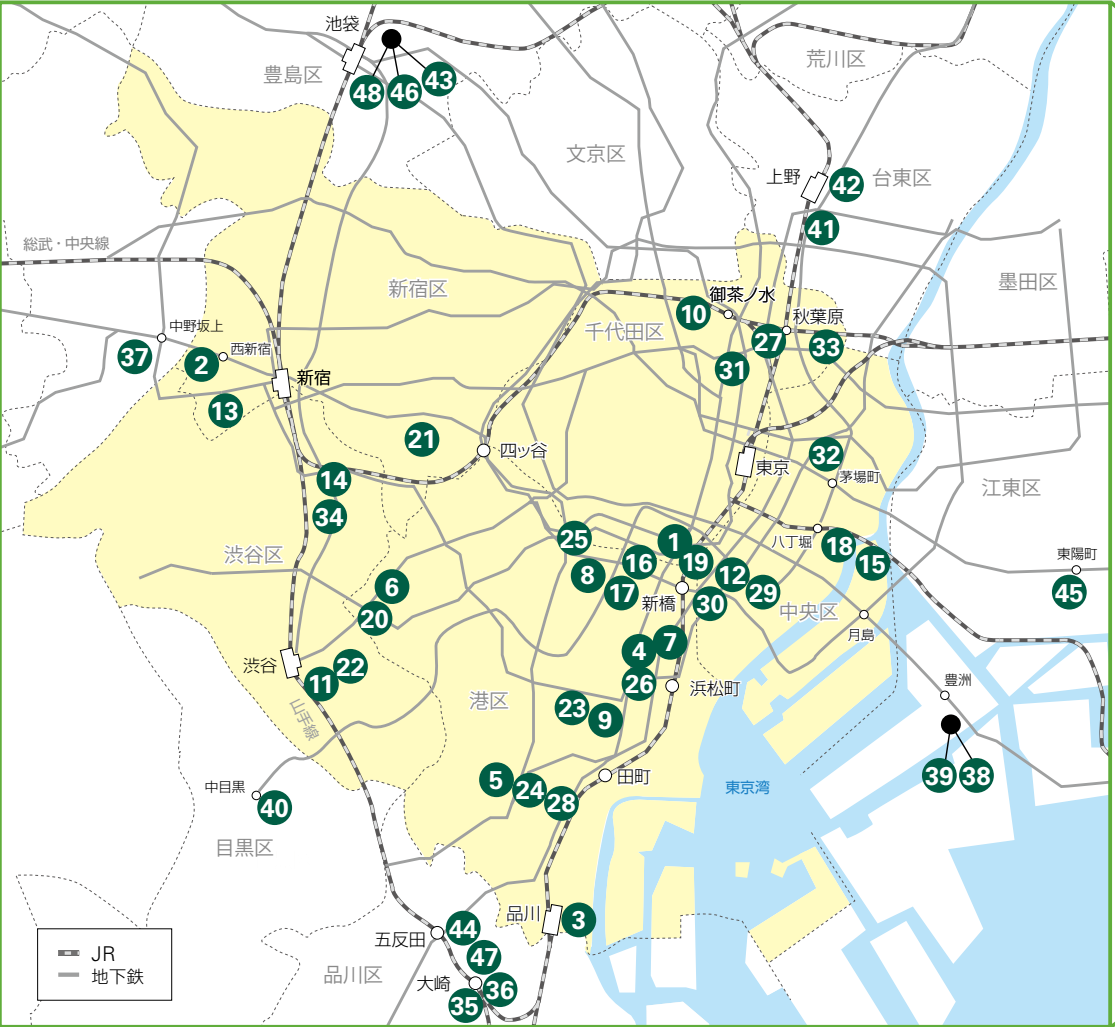 池袋
豊島区
48
46
43
荒川区
文京区
上野
42
台東区
41
総武・中央線
新宿区
墨田区
御茶ノ水
10
千代田区
秋葉原
中野坂上
27
33
37
2
西新宿
31
新宿
13
21
四ッ谷
32
東京
茅場町
14
江東区
34
25
1
八丁堀
18
渋谷区
16
19
15
東陽町
8
12
6
17
29
45
新橋
30
中央区
20
月島
4
7
渋谷
22
11
26
浜松町
豊洲
山手線
港区
23
9
5
24
28
田町
39
38
中目黒
40
東京湾
目黒区
品川
3
44
五反田
47
品川区
大崎
36
35
JR
地下鉄